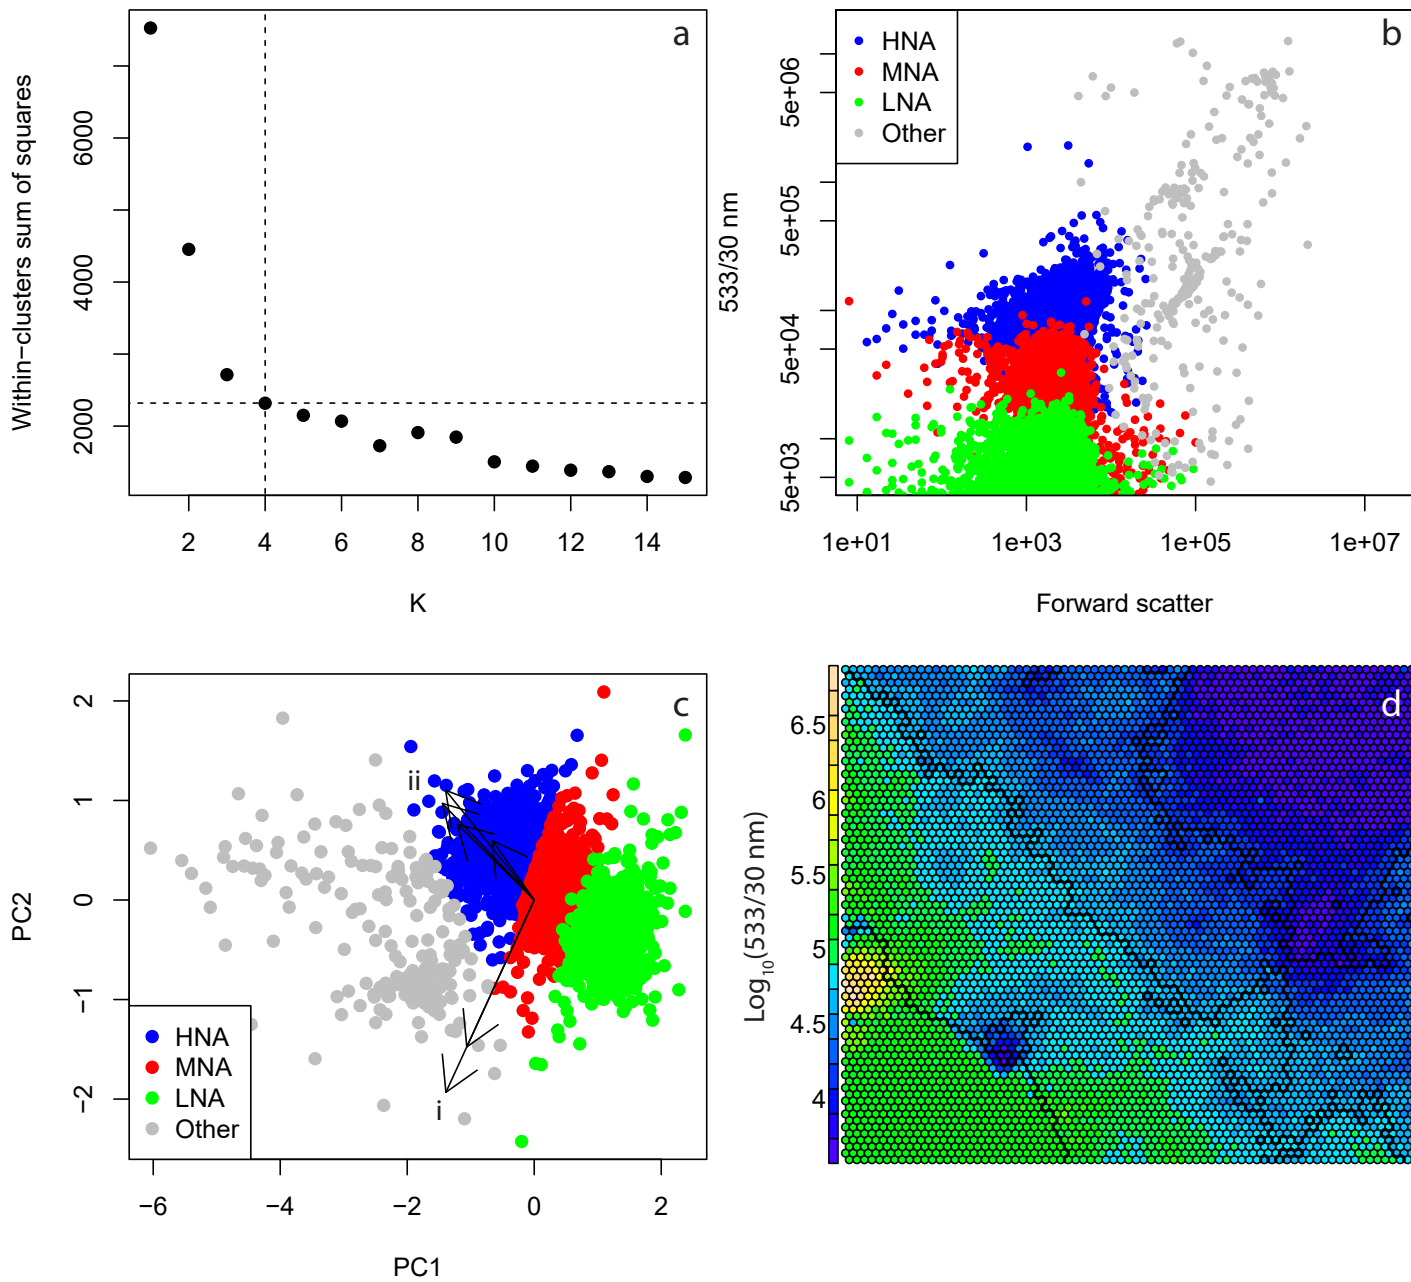 a
Within−clusters sum of squares
2000
4000
6000
2
4
6
8
10
12
14
K
b
HNA
MNA
LNA
Other
533/30 nm
5e+03
5e+04
5e+05
5e+06
1e+01
1e+03
1e+05
1e+07
Forward scatter
c
ii
i
HNA
MNA
LNA
Other
PC2
2
1
0
−1
−2
−6
−4
−2
0
2
PC1
d
Log10(533/30 nm)
6.5
6
5.5
5
4.5
4